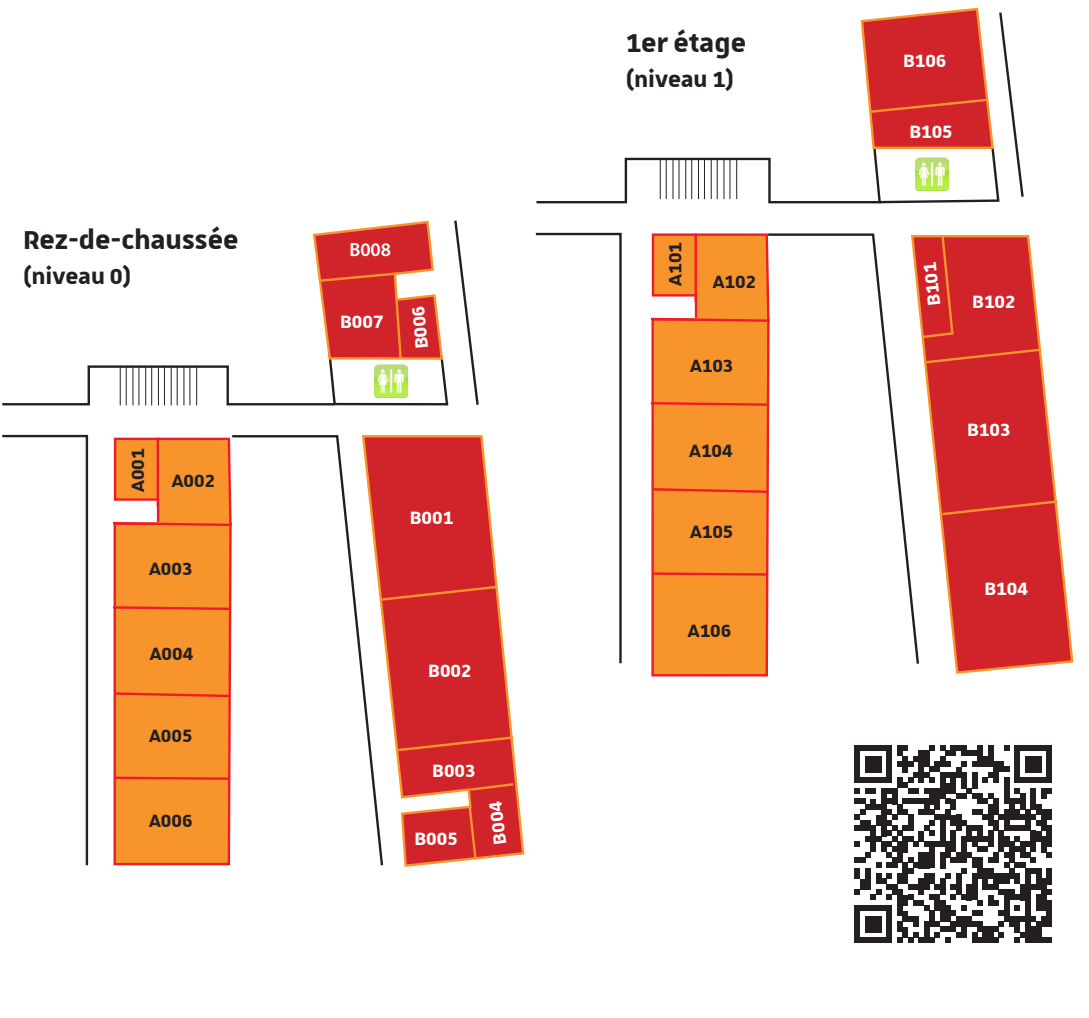 1er étage
(niveau 1)
B106
B105
A101
A102
A103
A104
A105
A106
B101
B102
B103
B104
Rez-de-chaussée
(niveau 0)
B008
B007
B006
A001
A002
A003
A004
A005
A006
B001
B002
B003
B004
B005